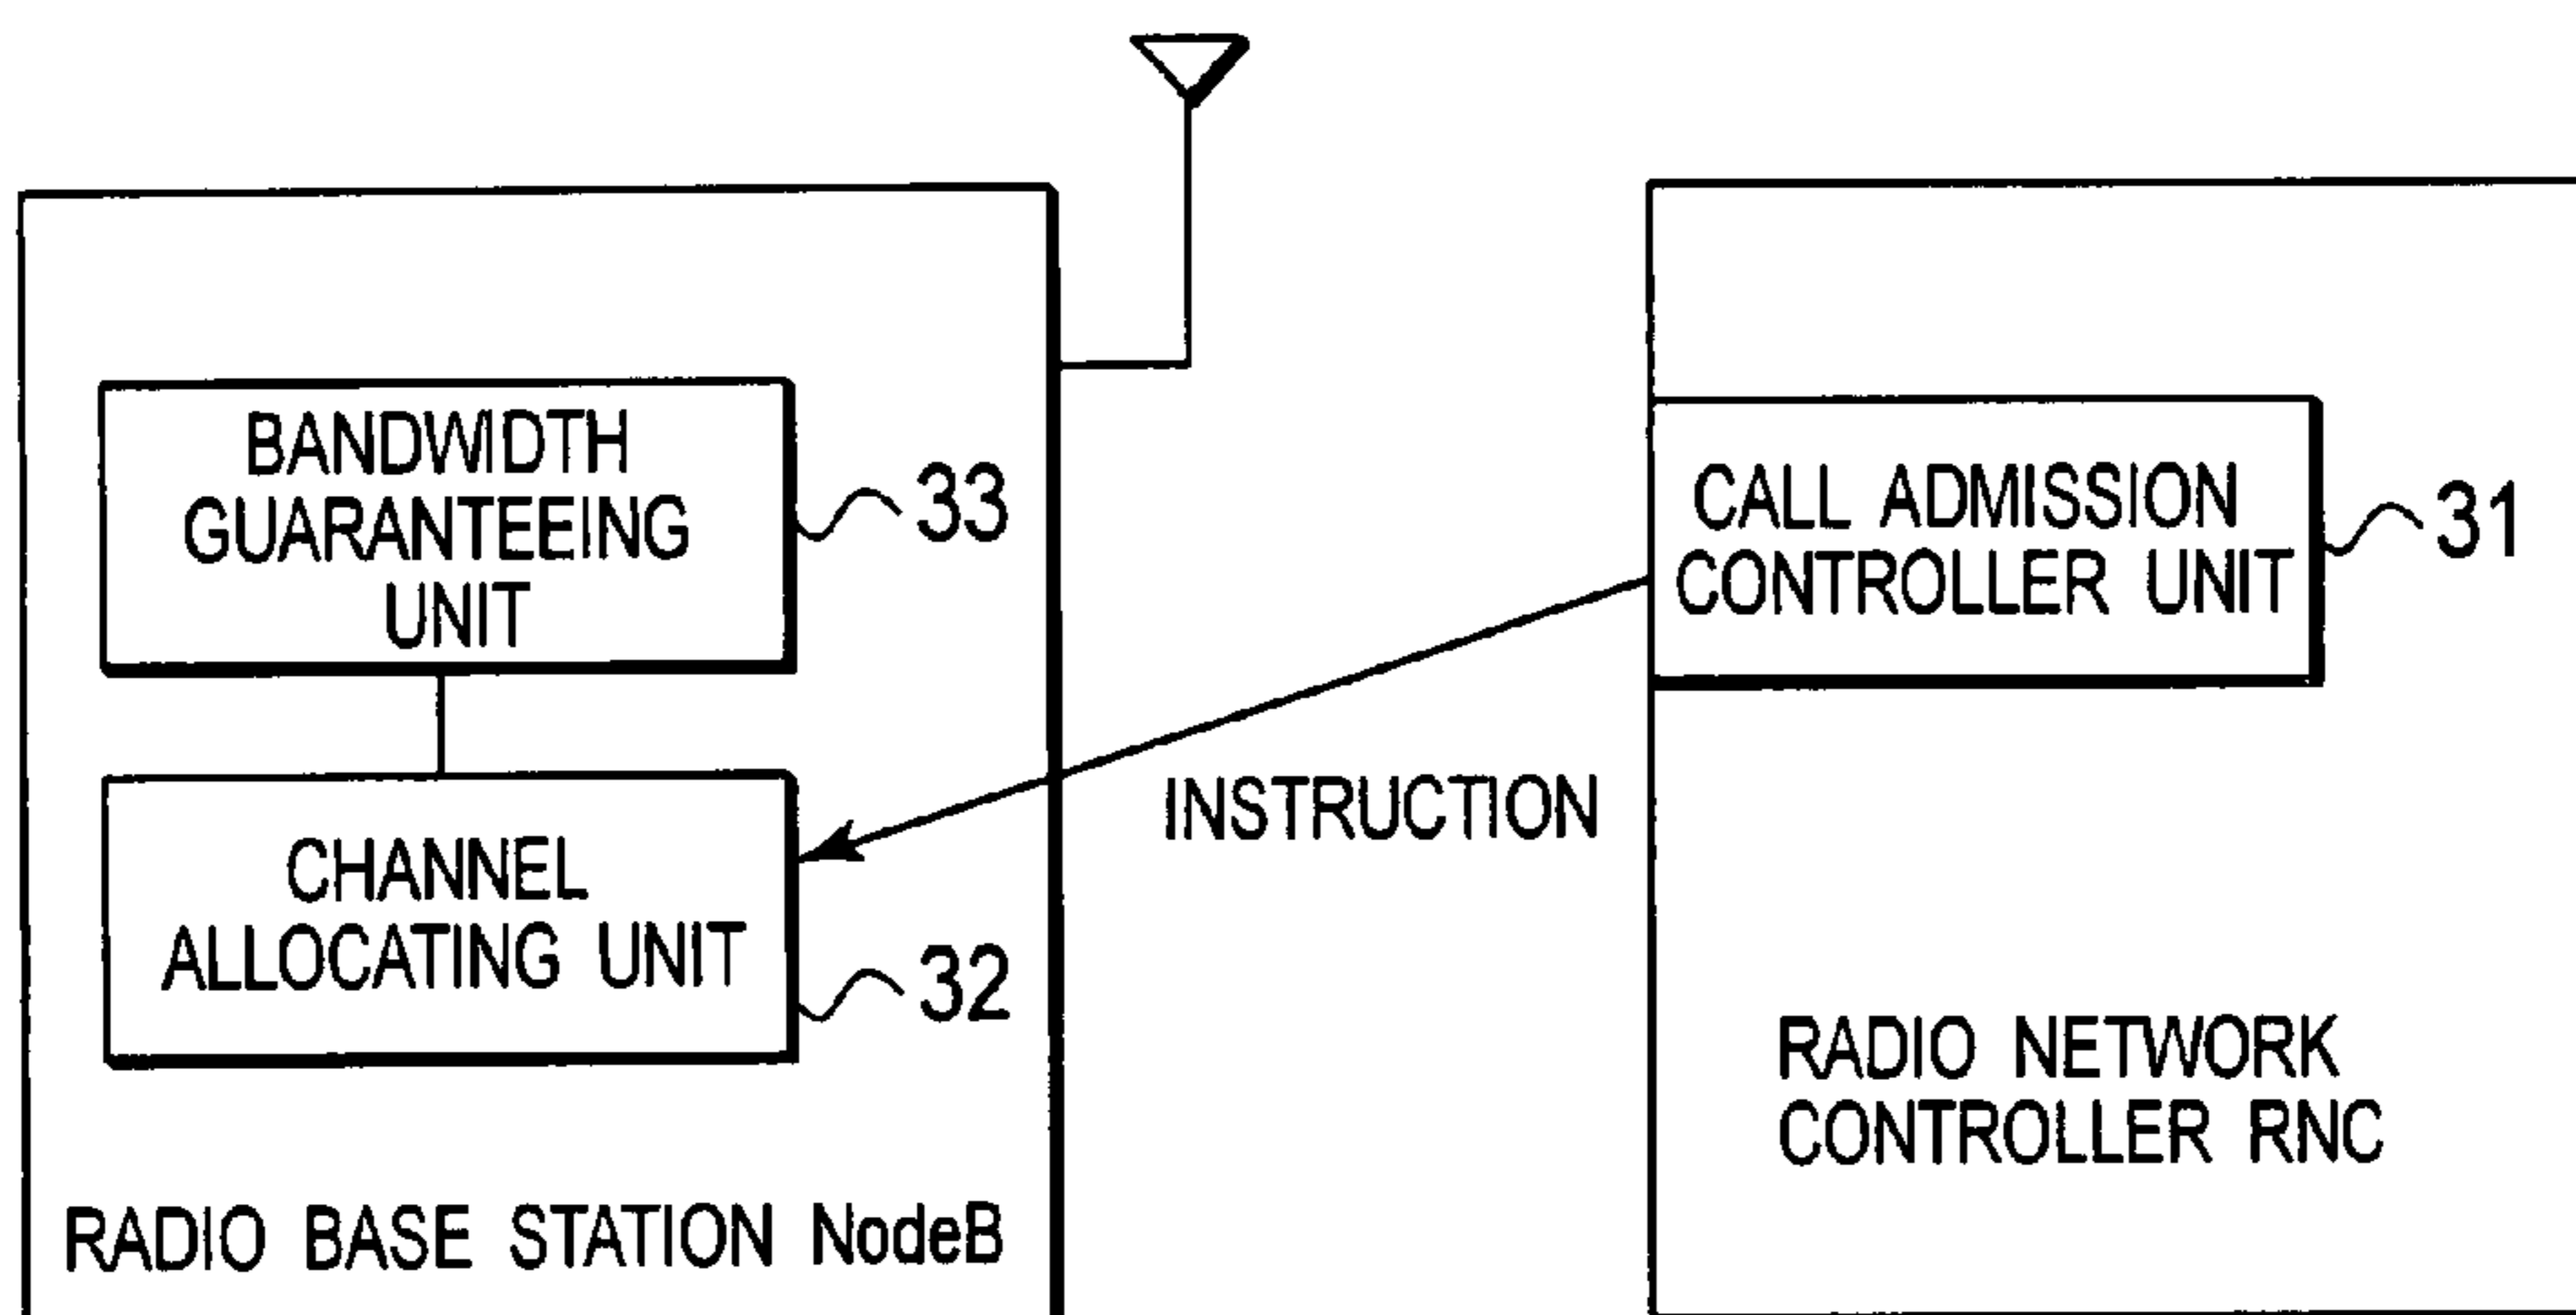 BANDWIDTH
GUARANTEEING
UNIT
33
CHANNEL
ALLOCATING UNIT
32
RADIO BASE STATION NodeB
INSTRUCTION
CALL ADMISSION
CONTROLLER UNIT
31
RADIO NETWORK
CONTROLLER RNC